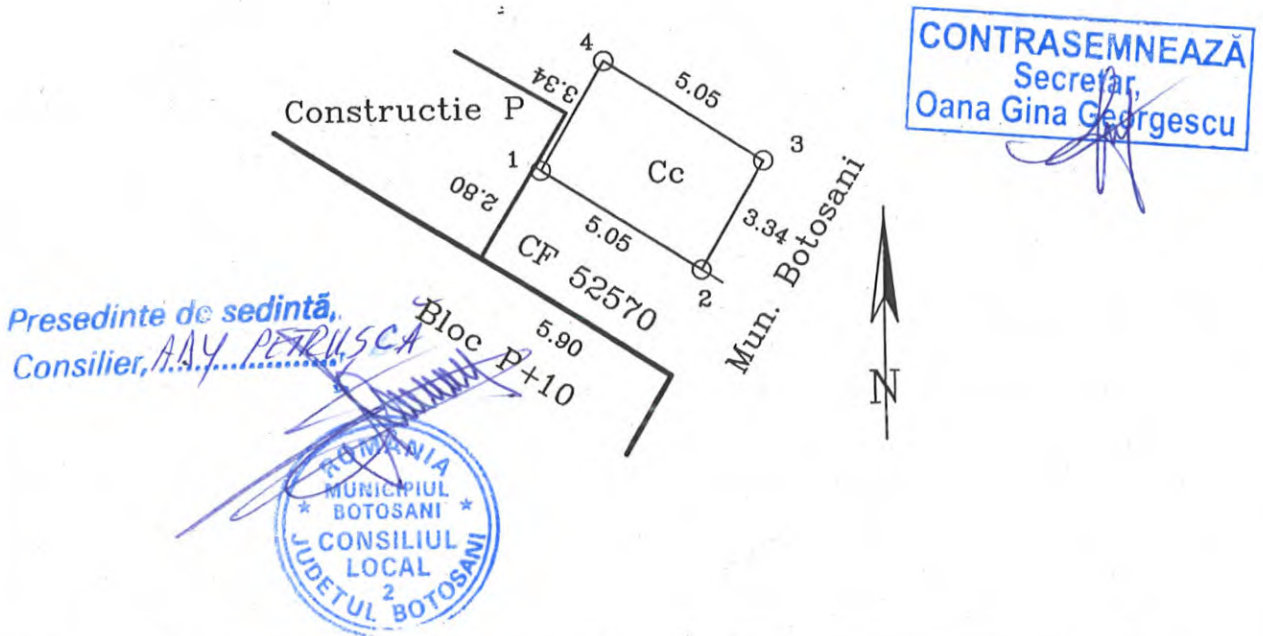 4
5.05
3.34
Constructie P
3
1
Cc
2.80
3.34
5.05
2
CF 52570
Mun. Botosani
5.90
Bloc P+10
N
CONTRASEMNEAZĂ
Secretar,
Oana Gina Georgescu
Presedinte de sedintă,
Consilier, PETRUSCA
ROMÂNIA
MUNICIPIUL
BOTOSANI
CONSILIUL
LOCAL
2
JUDETUL BOTOSANI